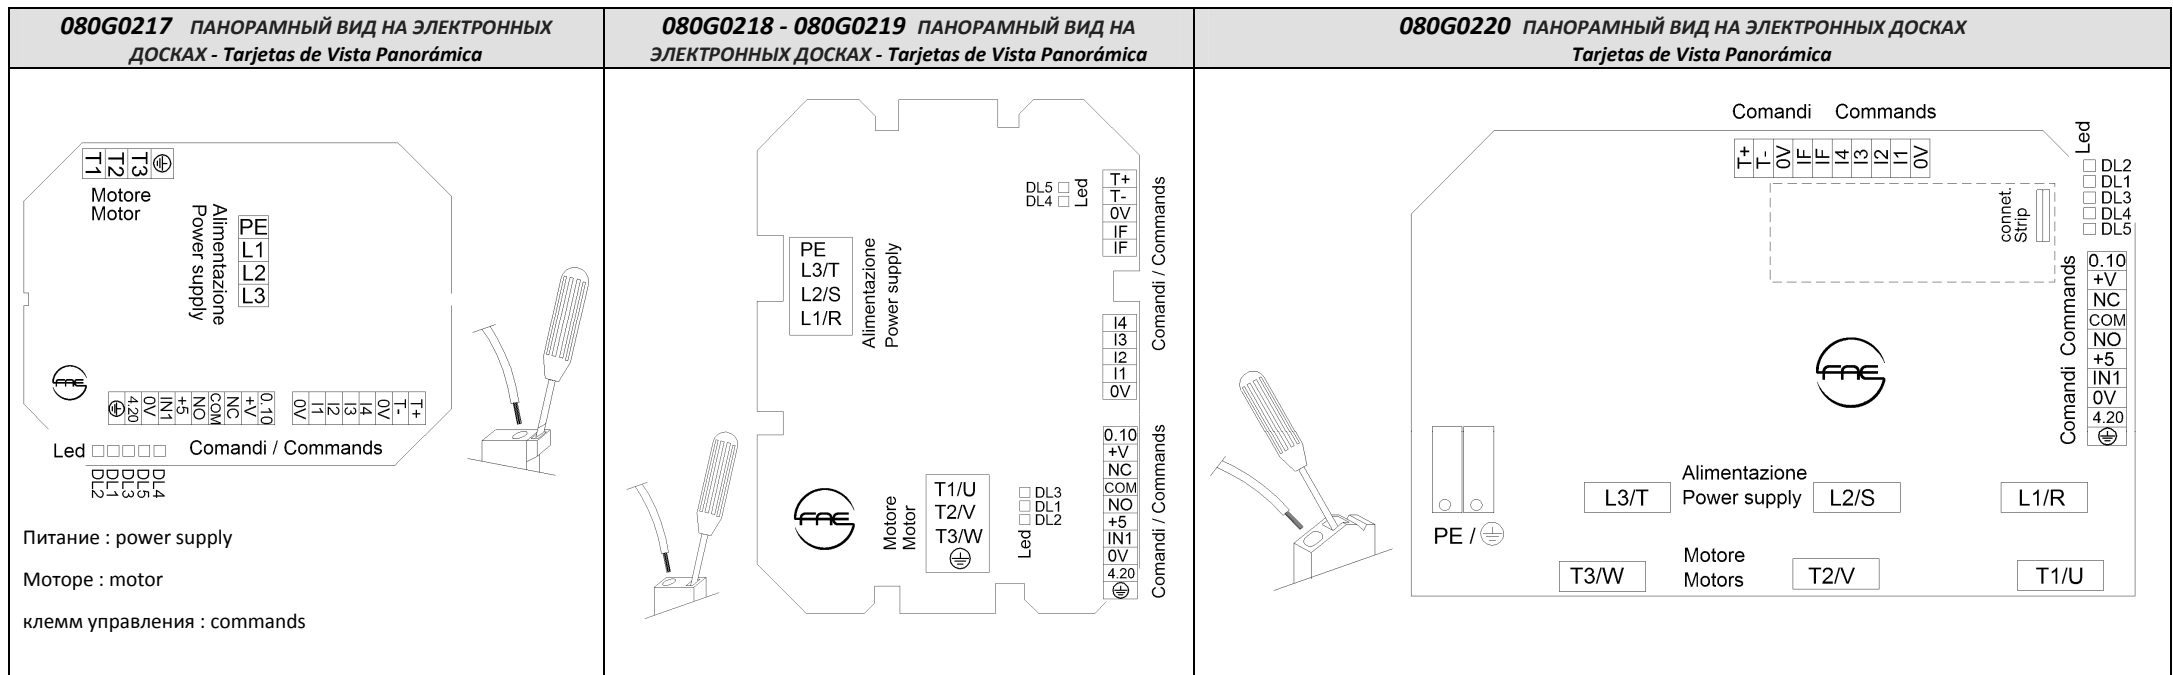 080G0217 ПАНОРАМНЫЙ ВИД НА ЭЛЕКТРОННЫХ
ДОСКАХ - Tarjetas de Vista Panorámica
T1 T2 T3
Motore
Motor
Alimentazione
Power supply
PE
L1
L2
L3
FAE
4.20 0V IN1 +5 NO COM NC +V 0.10 0V I1 I2 I3 I4 0V T- T+
Led
Comandi / Commands
DL2 DL1 DL3 DL5 DL4
Питание : power supply
Моторе : motor
клемм управления : commands
080G0218 - 080G0219 ПАНОРАМНЫЙ ВИД НА
ЭЛЕКТРОННЫХ ДОСКАХ - Tarjetas de Vista Panorámica
DL5
DL4
Led
T+
T-
0V
IF
IF
Comandi / Commands
PE
L3/T
L2/S
L1/R
Alimentazione
Power supply
I4
I3
I2
I1
0V
FAE
Motore
Motor
T1/U
T2/V
T3/W
DL3
DL1
DL2
Led
0.10
+V
NC
COM
NO
+5
IN1
0V
4.20
Comandi / Commands
080G0220 ПАНОРАМНЫЙ ВИД НА ЭЛЕКТРОННЫХ ДОСКАХ
Tarjetas de Vista Panorámica
Comandi Commands
T+ T- 0V IF IF I4 I3 I2 I1 0V
Led
DL2
DL1
DL3
DL4
DL5
connet.
Strip
Comandi Commands
0.10
+V
NC
COM
NO
+5
IN1
0V
4.20
FAE
PE /
Alimentazione
Power supply
L3/T
L2/S
L1/R
Motore
Motors
T3/W
T2/V
T1/U